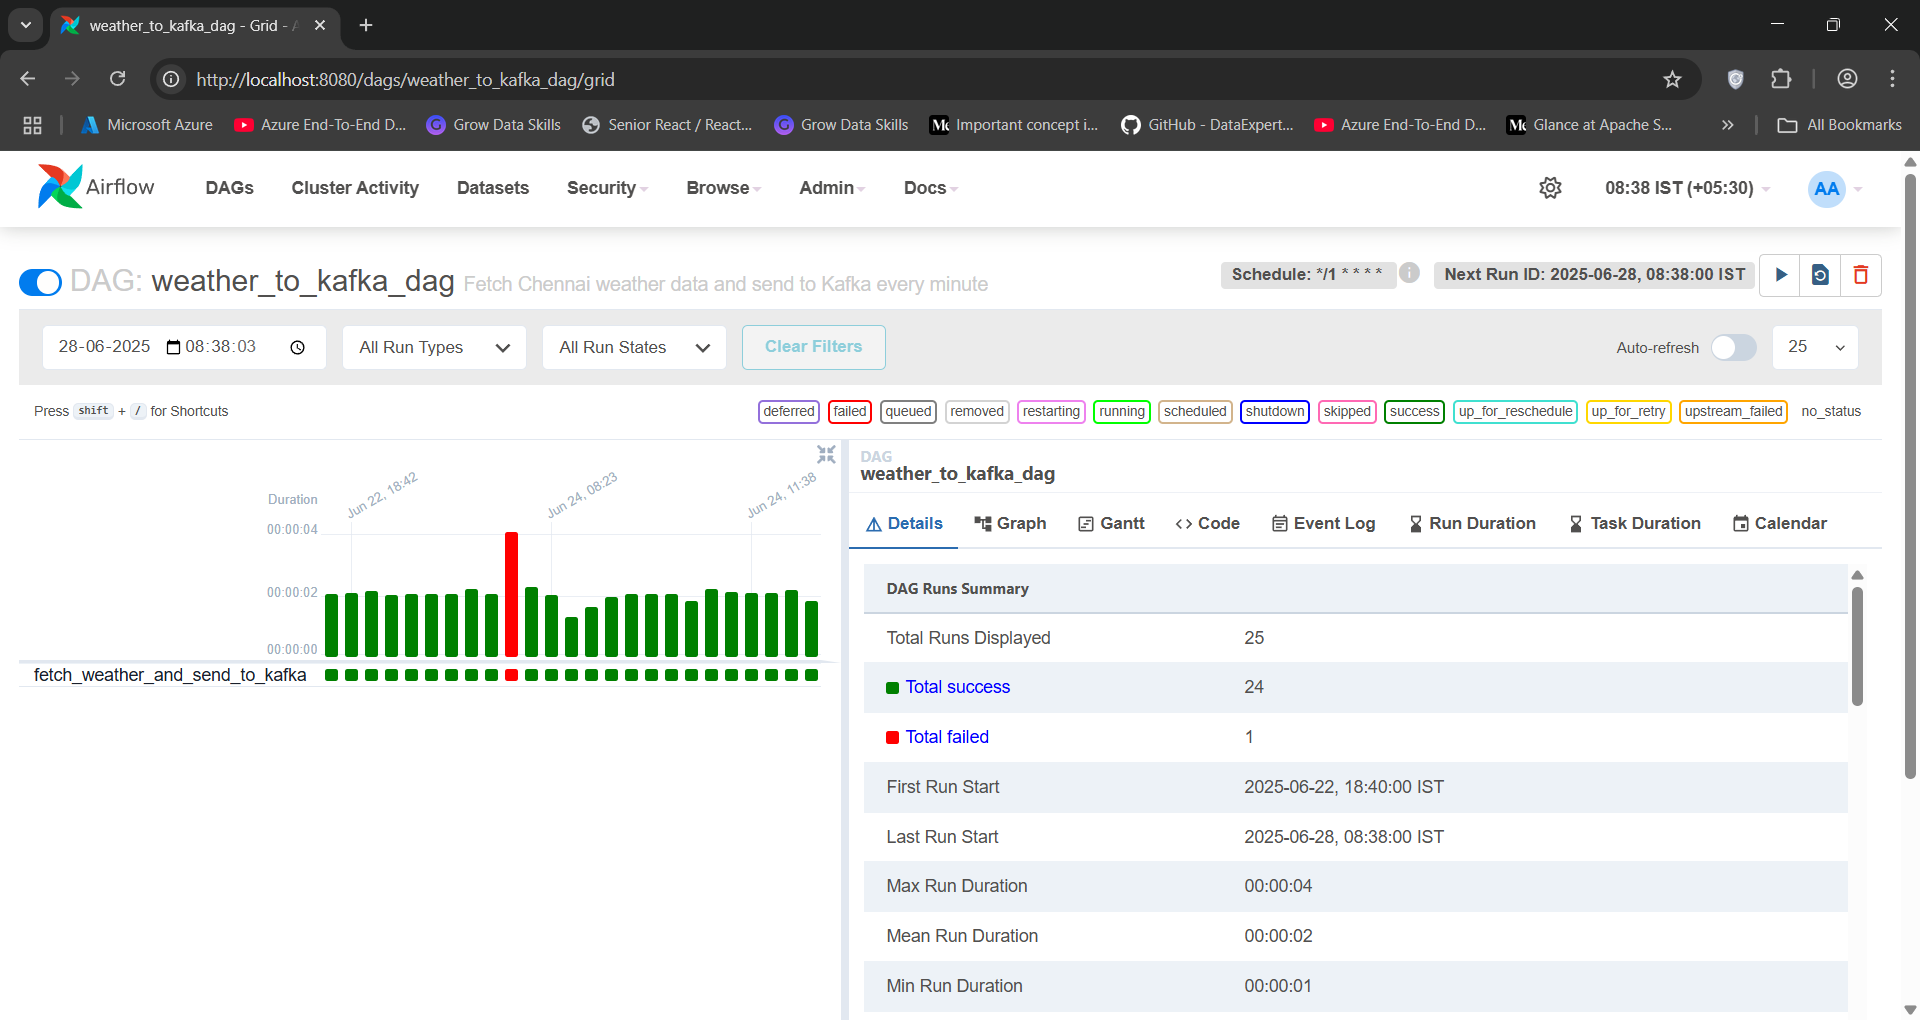 weather_to_kafka_dag - Grid - A
http://localhost:8080/dags/weather_to_kafka_dag/grid
Microsoft Azure
Azure End-To-End D...
Grow Data Skills
Senior React / React...
Grow Data Skills
Important concept i...
GitHub - DataExpert...
Azure End-To-End D...
Glance at Apache S...
All Bookmarks
Airflow
DAGs
Cluster Activity
Datasets
Security
Browse
Admin
Docs
08:38 IST (+05:30)
AA
DAG: weather_to_kafka_dag Fetch Chennai weather data and send to Kafka every minute
Schedule: */1 * * * *
Next Run ID: 2025-06-28, 08:38:00 IST
28-06-2025 08:38:03
All Run Types
All Run States
Clear Filters
Auto-refresh
25
Press shift + / for Shortcuts
deferred
failed
queued
removed
restarting
running
scheduled
shutdown
skipped
success
up_for_reschedule
up_for_retry
upstream_failed
no_status
Duration
Jun 22, 18:42
Jun 24, 08:23
Jun 24, 11:38
00:00:04
00:00:02
00:00:00
fetch_weather_and_send_to_kafka
DAG
weather_to_kafka_dag
Details
Graph
Gantt
Code
Event Log
Run Duration
Task Duration
Calendar
DAG Runs Summary
Total Runs Displayed 25
Total success 24
Total failed 1
First Run Start 2025-06-22, 18:40:00 IST
Last Run Start 2025-06-28, 08:38:00 IST
Max Run Duration 00:00:04
Mean Run Duration 00:00:02
Min Run Duration 00:00:01